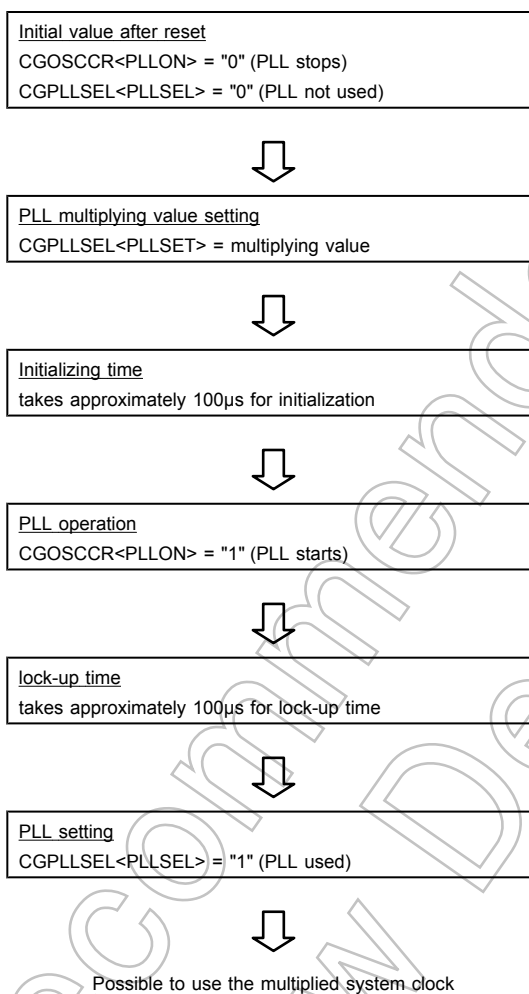 Initial value after reset
CGOSCCR<PLLON> = "0" (PLL stops)
CGPLLSEL<PLLSEL> = "0" (PLL not used)
PLL multiplying value setting
CGPLLSEL<PLLSET> = multiplying value
Initializing time
takes approximately 100μs for initialization
PLL operation
CGOSCCR<PLLON> = "1" (PLL starts)
lock-up time
takes approximately 100μs for lock-up time
PLL setting
CGPLLSEL<PLLSEL> = "1" (PLL used)
Possible to use the multiplied system clock